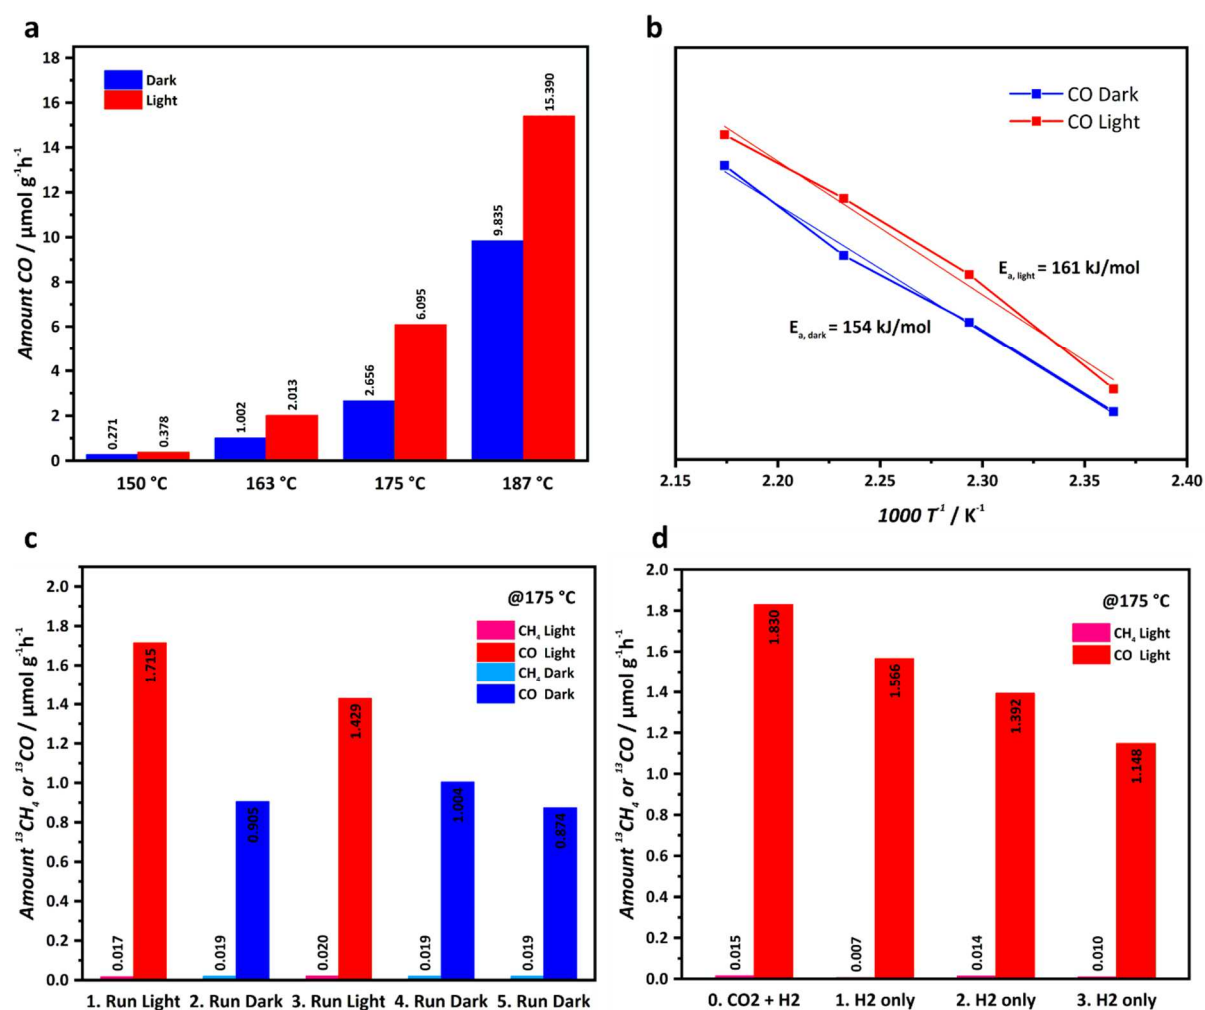 a
Dark
Light
Amount CO / µmol g⁻¹h⁻¹
18
16
14
12
10
8
6
4
2
0
0.271
0.378
1.002
2.013
2.656
6.095
9.835
15.390
150 °C
163 °C
175 °C
187 °C
b
CO Dark
CO Light
Eₐ, light = 161 kJ/mol
Eₐ, dark = 154 kJ/mol
2.15
2.20
2.25
2.30
2.35
2.40
1000 T⁻¹ / K⁻¹
c
@175 °C
CH₄ Light
CO Light
CH₄ Dark
CO Dark
Amount ¹³CH₄ or ¹³CO / µmol g⁻¹h⁻¹
2.0
1.8
1.6
1.4
1.2
1.0
0.8
0.6
0.4
0.2
0.0
0.017
1.715
0.019
0.905
0.020
1.429
0.019
1.004
0.019
0.874
1. Run Light
2. Run Dark
3. Run Light
4. Run Dark
5. Run Dark
d
@175 °C
CH₄ Light
CO Light
Amount ¹³CH₄ or ¹³CO / µmol g⁻¹h⁻¹
2.0
1.8
1.6
1.4
1.2
1.0
0.8
0.6
0.4
0.2
0.0
0.015
1.830
0.007
1.566
0.014
1.392
0.010
1.148
0. CO2 + H2
1. H2 only
2. H2 only
3. H2 only